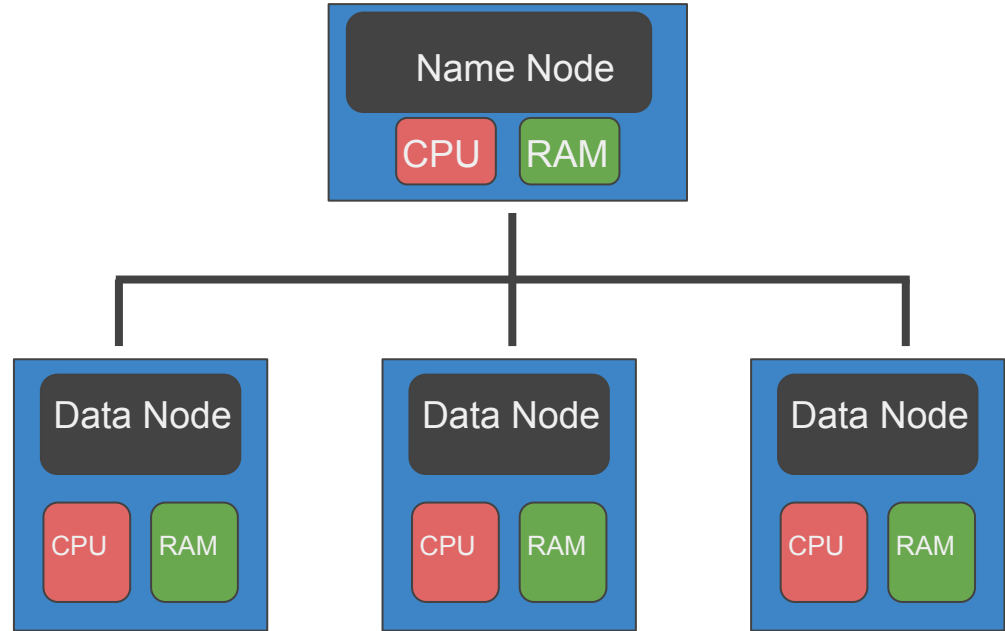 Name Node
CPU RAM
Data Node Data Node Data Node
CPU RAM CPU RAM CPU RAM